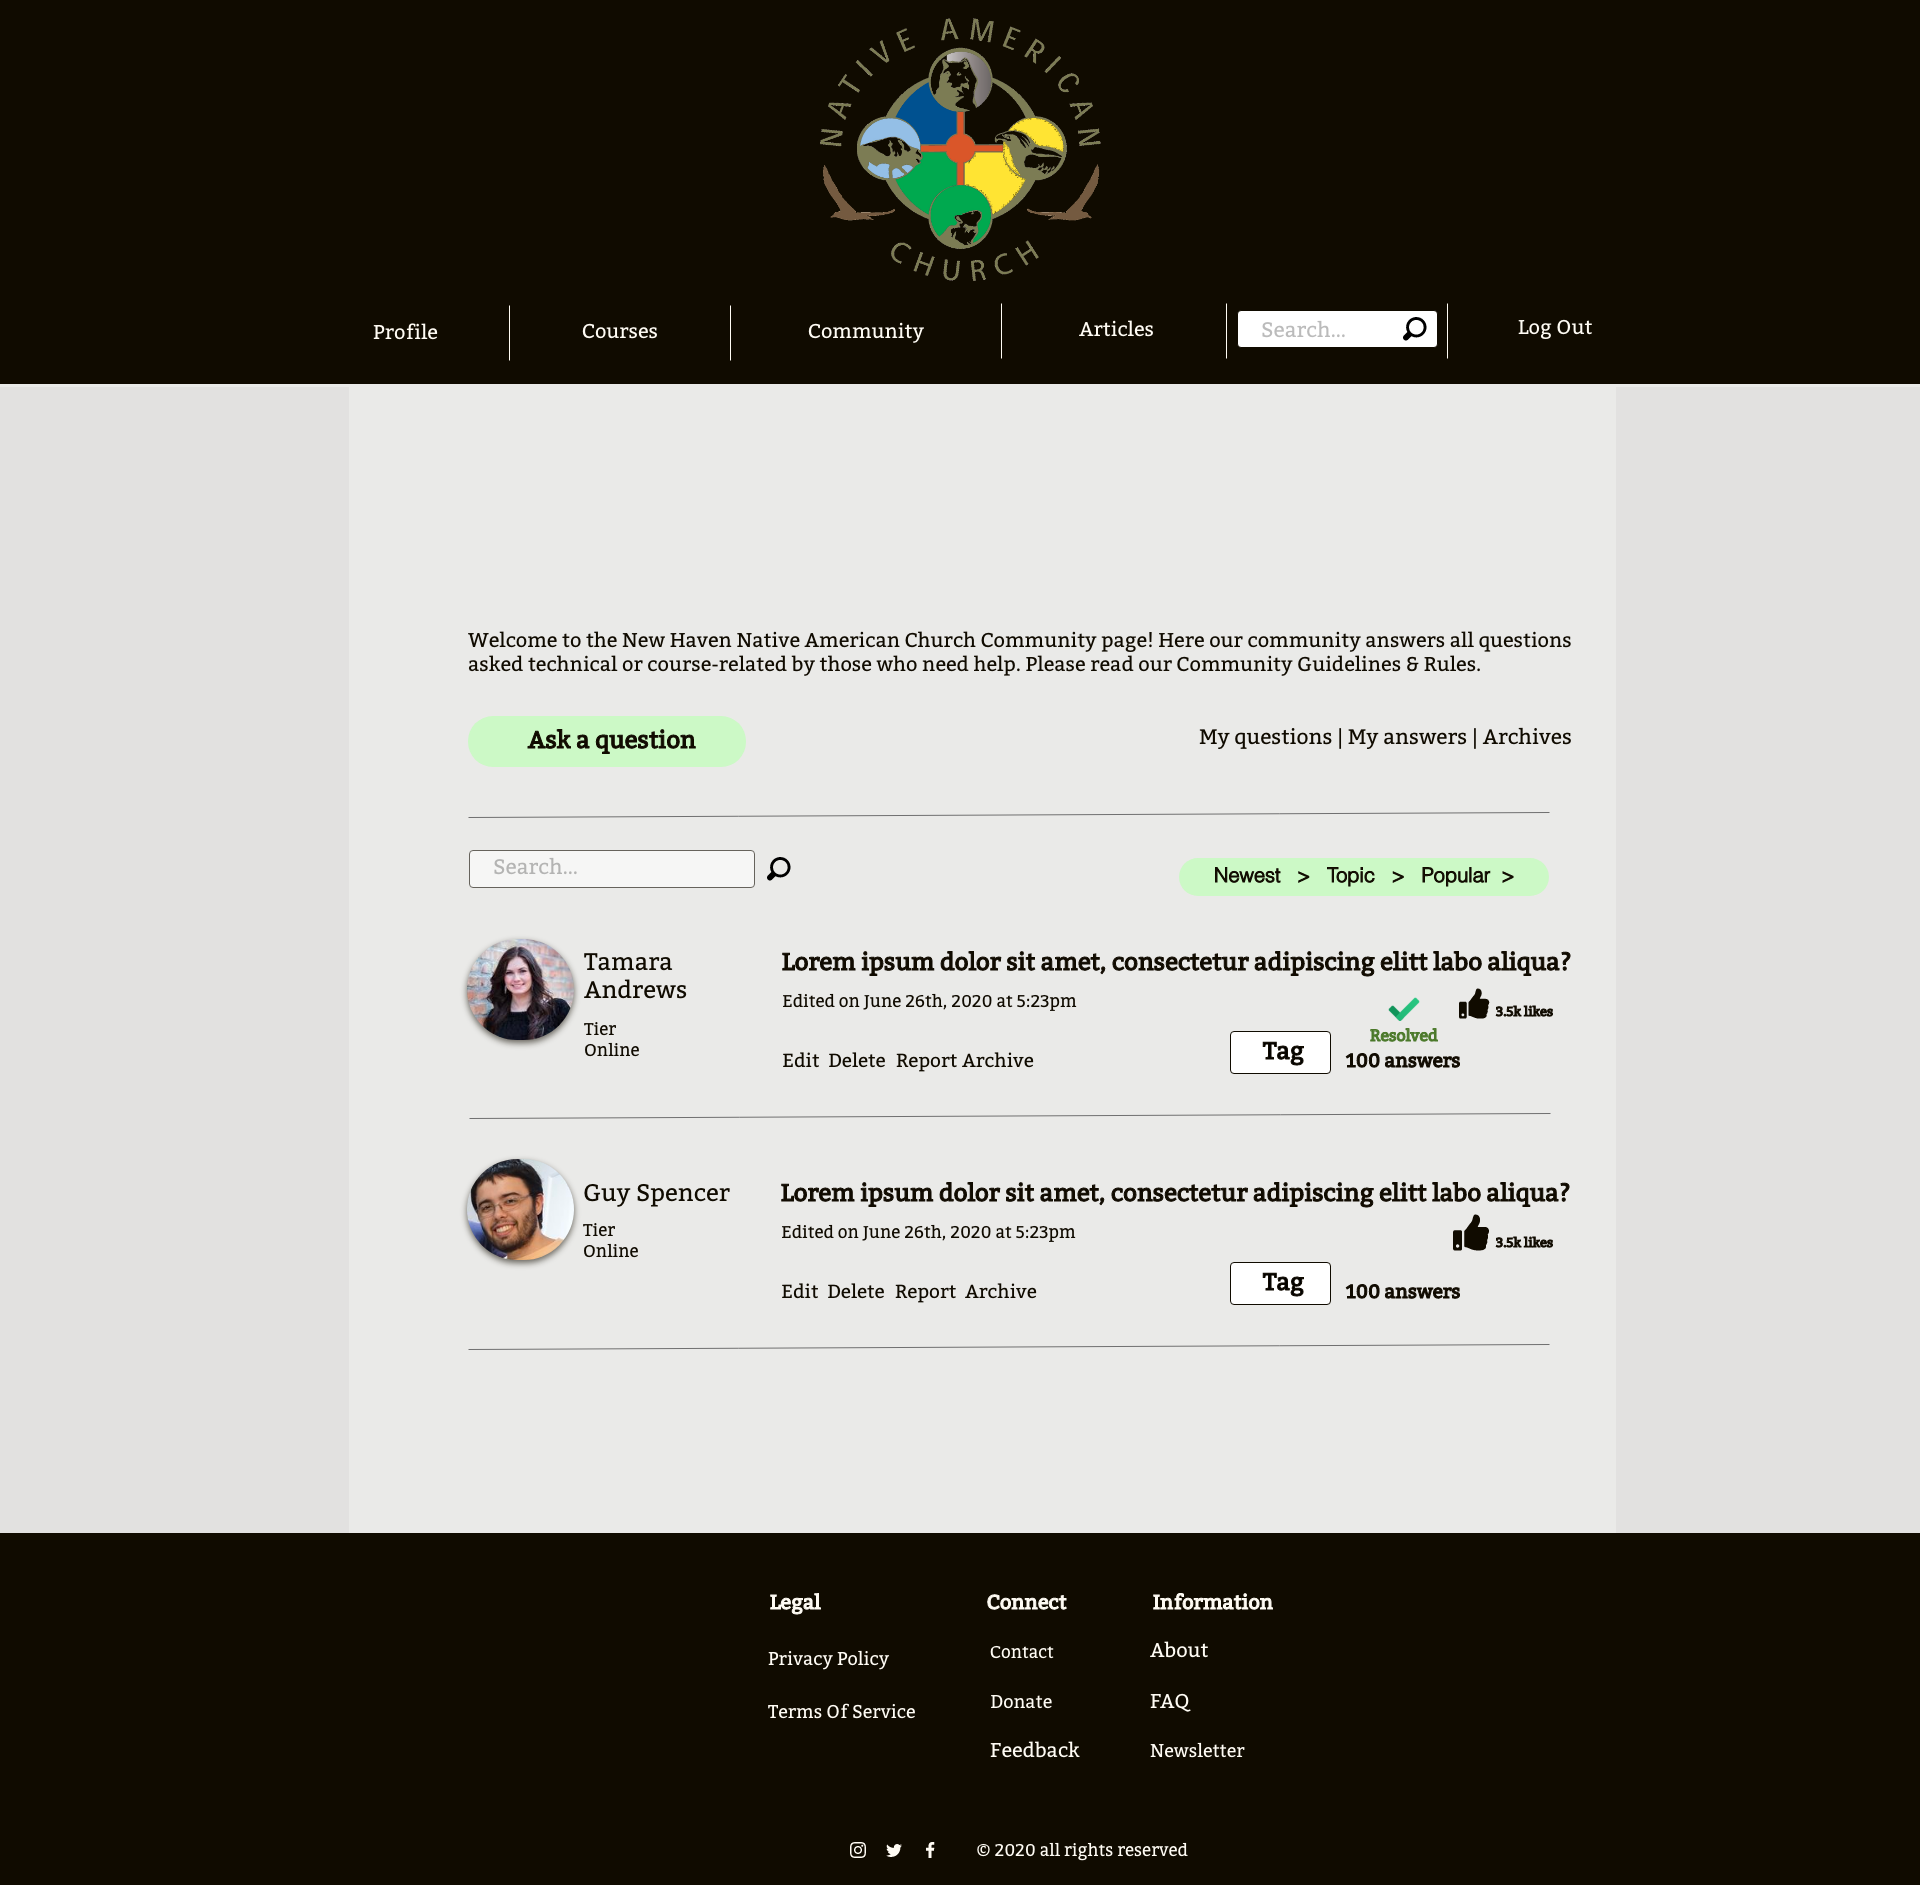 NATIVE AMERICAN
CHURCH
Profile
Courses
Community
Articles
Search...
Log Out
Welcome to the New Haven Native American Church Community page! Here our community answers all questions
asked technical or course-related by those who need help. Please read our Community Guidelines & Rules.
Ask a question
My questions | My answers | Archives
Search...
Newest > Topic > Popular >
Tamara
Andrews
Tier
Online
Lorem ipsum dolor sit amet, consectetur adipiscing elitt labo aliqua?
Edited on June 26th, 2020 at 5:23pm
3.5k likes
Resolved
Edit Delete Report Archive
Tag
100 answers
Guy Spencer
Tier
Online
Lorem ipsum dolor sit amet, consectetur adipiscing elitt labo aliqua?
Edited on June 26th, 2020 at 5:23pm
3.5k likes
Edit Delete Report Archive
Tag
100 answers
Legal
Privacy Policy
Terms Of Service
Connect
Contact
Donate
Feedback
Information
About
FAQ
Newsletter
© 2020 all rights reserved